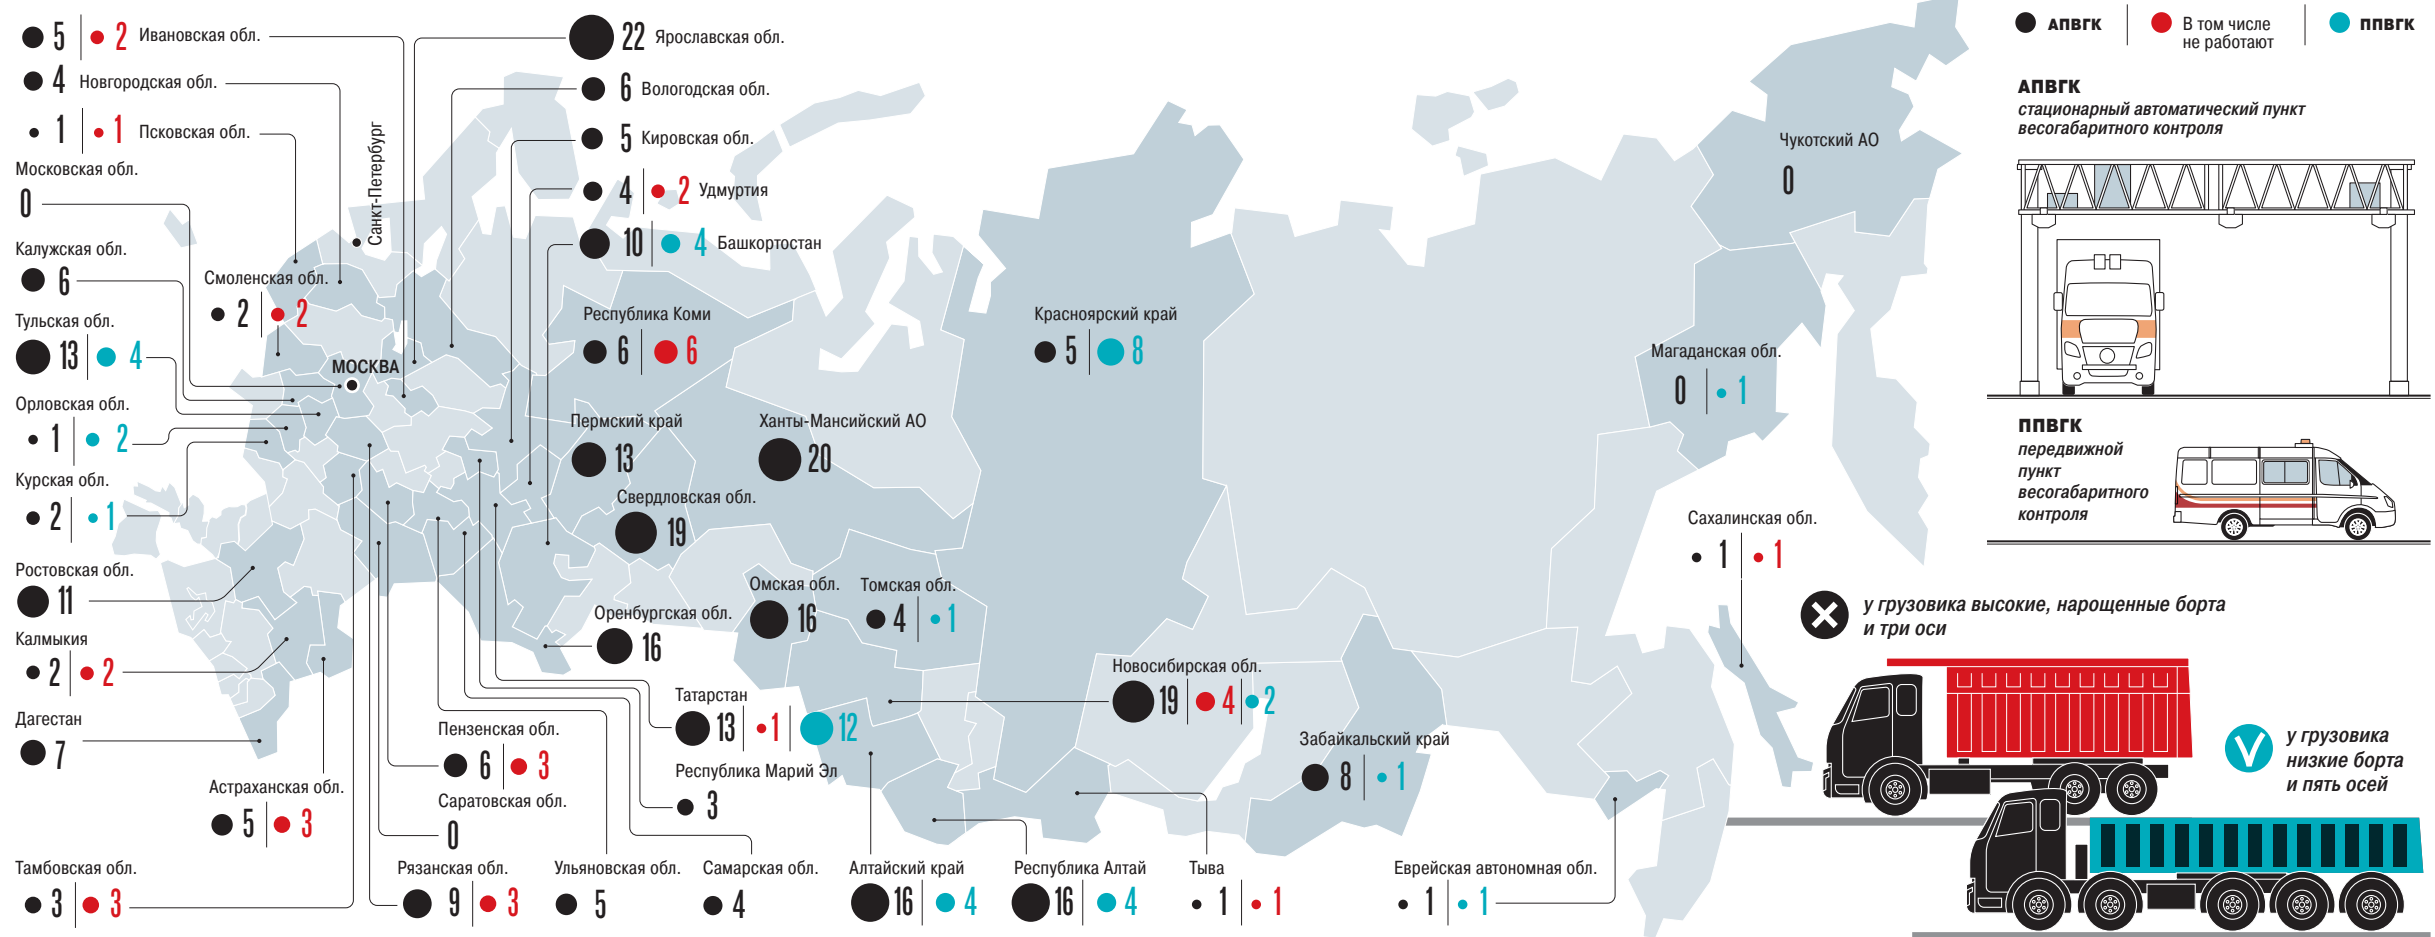 5 | 2 Ивановская обл.
4 Новгородская обл.
1 | 1 Псковская обл.
Московская обл.
0
Калужская обл.
6
Смоленская обл.
2 | 2
Тульская обл.
13 | 4
Орловская обл.
1 | 2
Курская обл.
2 | 1
Ростовская обл.
11
Калмыкия
2 | 2
Дагестан
7
Астраханская обл.
5 | 3
Тамбовская обл.
3 | 3
Санкт-Петербург
МОСКВА
22 Ярославская обл.
6 Вологодская обл.
5 Кировская обл.
4 | 2 Удмуртия
10 | 4 Башкортостан
Республика Коми
6 | 6
Пермский край
13
Ханты-Мансийский АО
20
Свердловская обл.
19
Оренбургская обл.
16
Омская обл.
16
Томская обл.
4 | 1
Красноярский край
5 | 8
Новосибирская обл.
19 | 4 | 2
Татарстан
13 | 1 | 12
Республика Марий Эл
3
Пензенская обл.
6 | 3
Саратовская обл.
0
Рязанская обл.
9 | 3
Ульяновская обл.
5
Самарская обл.
4
Алтайский край
16 | 4
Республика Алтай
16 | 4
Тыва
1 | 1
Забайкальский край
8 | 1
Еврейская автономная обл.
1 | 1
Чукотский АО
0
Магаданская обл.
0 | 1
Сахалинская обл.
1 | 1
АПВГК
В том числе
не работают
ППВГК
АПВГК
стационарный автоматический пункт
весогабаритного контроля
ППВГК
передвижной
пункт
весогабаритного
контроля
у грузовика высокие, нарощенные борта
и три оси
у грузовика
низкие борта
и пять осей